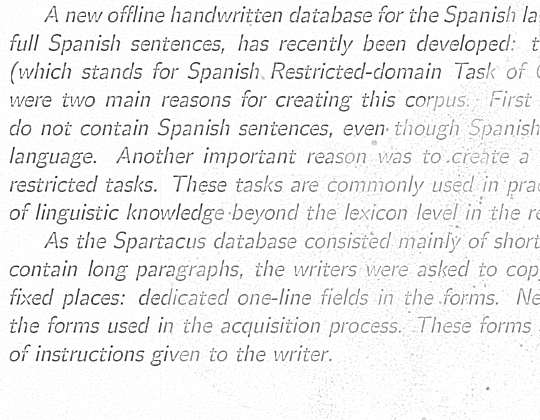 A new offline handwritten database for the Spanish la
full Spanish sentences, has recently been developed: t
(which stands for Spanish Restricted-domain Task of
were two main reasons for creating this corpus. First
do not contain Spanish sentences, even though Spanish
language. Another important reason was to create a
restricted tasks. These tasks are commonly used in prac
of linguistic knowledge beyond the lexicon level in the re
As the Spartacus database consisted mainly of short
contain long paragraphs, the writers were asked to cop
fixed places: dedicated one-line fields in the forms. Ne
the forms used in the acquisition process. These forms
of instructions given to the writer.